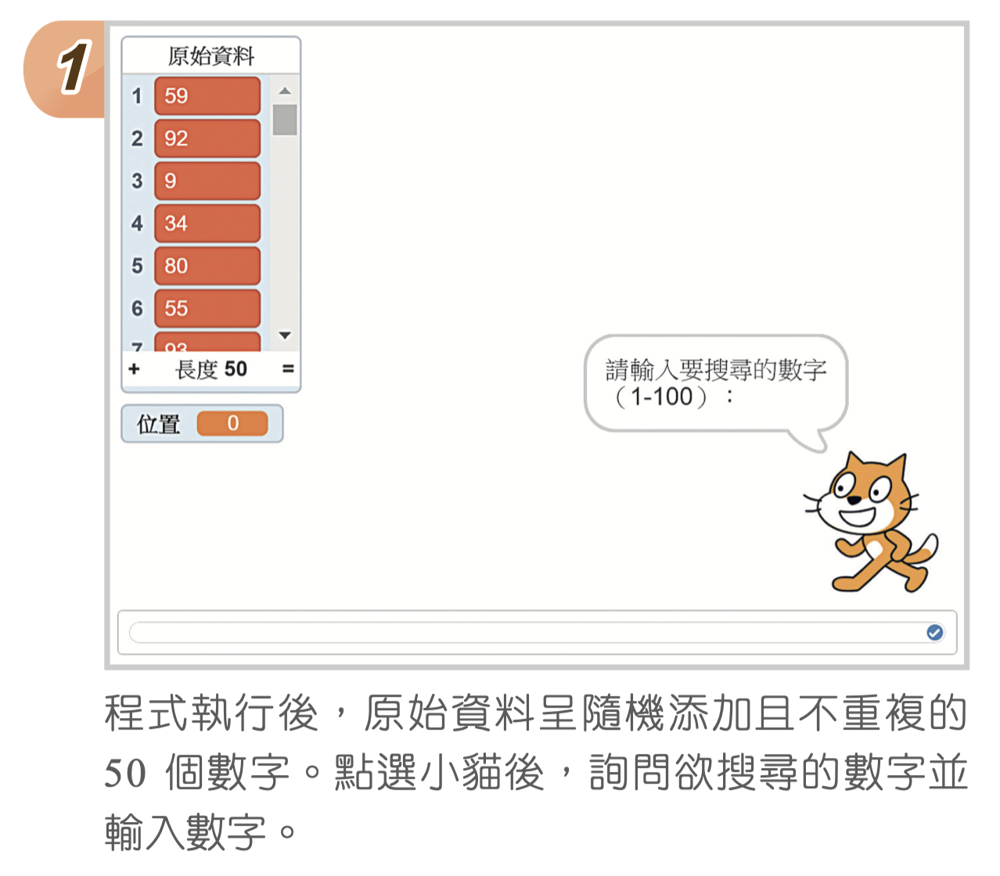 1
原始資料
1 59
2 92
3 9
4 34
5 80
6 55
7 93
+ 長度 50 =
位置 0
請輸入要搜尋的數字
（1-100）：
程式執行後，原始資料呈隨機添加且不重複的
50 個數字。點選小貓後，詢問欲搜尋的數字並
輸入數字。